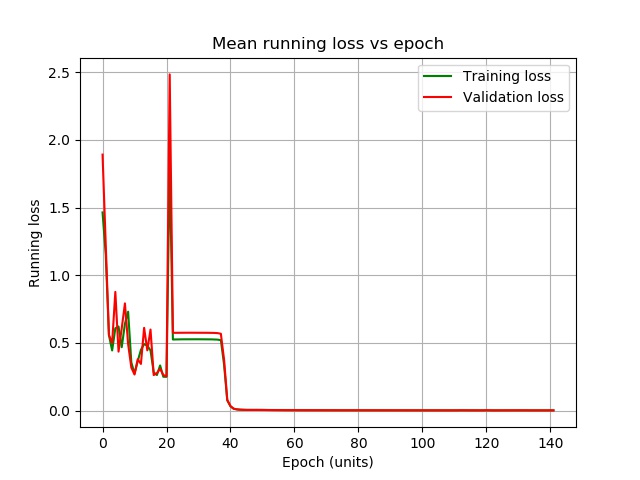 Mean running loss vs epoch
Training loss
Validation loss
Running loss
2.5
2.0
1.5
1.0
0.5
0.0
0 20 40 60 80 100 120 140
Epoch (units)